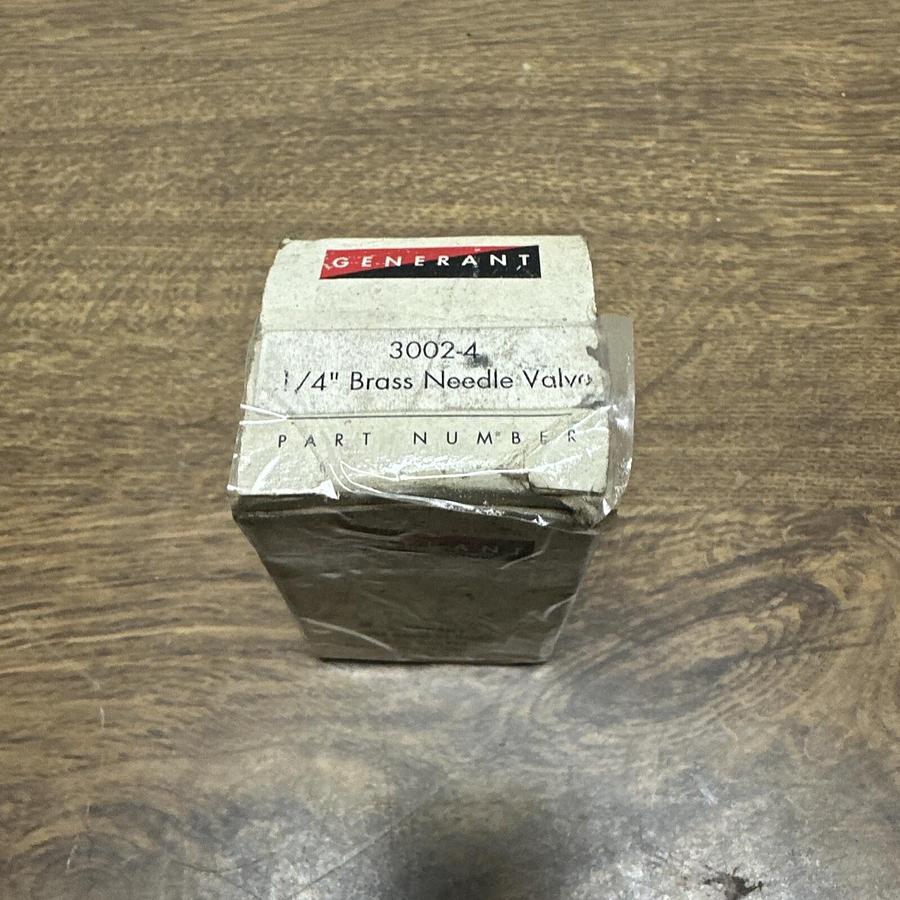 GENERANT
3002-4
1/4" Brass Needle Valve
PART NUMBER